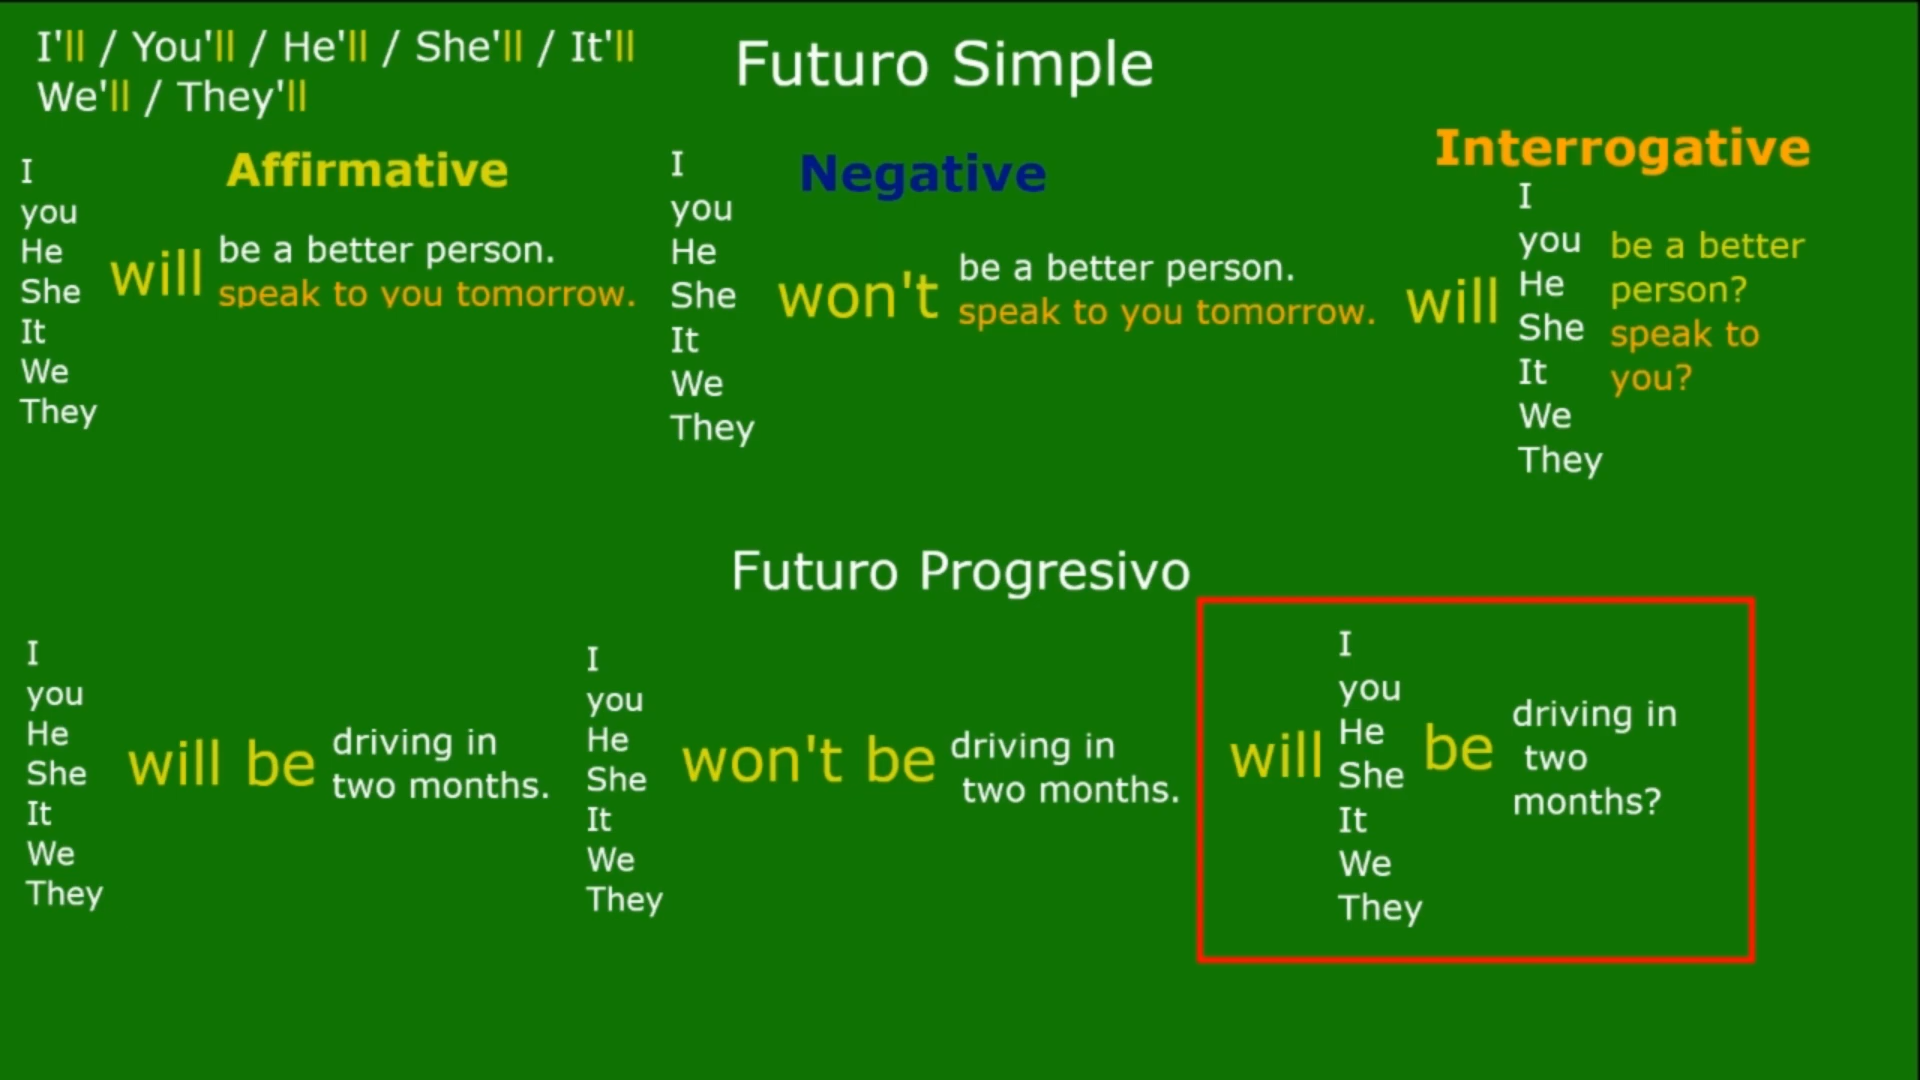 I'll / You'll / He'll / She'll / It'll
We'll / They'll
Futuro Simple
Affirmative
I
you
He
She
It
We
They
will
be a better person.
speak to you tomorrow.
Negative
I
you
He
She
It
We
They
won't
be a better person.
speak to you tomorrow.
Interrogative
will
I
you
He
She
It
We
They
be a better
person?
speak to
you?
Futuro Progresivo
I
you
He
She
It
We
They
will be
driving in
two months.
I
you
He
She
It
We
They
won't be
driving in
two months.
will
I
you
He
She
It
We
They
be
driving in
two
months?